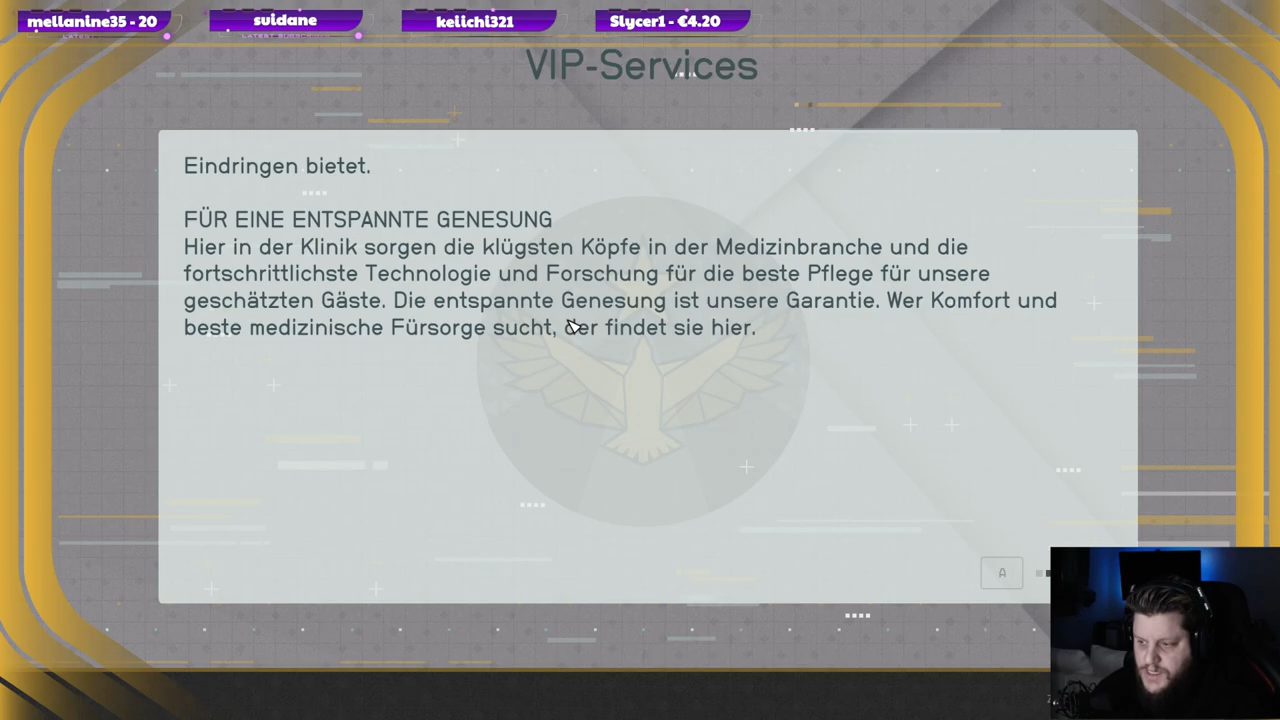 mellanine35 - 20
suidane
keiichi321
Slycer1 - €4.20
VIP-Services
Eindringen bietet.
FÜR EINE ENTSPANNTE GENESUNG
Hier in der Klinik sorgen die klügsten Köpfe in der Medizinbranche und die
fortschrittlichste Technologie und Forschung für die beste Pflege für unsere
geschätzten Gäste. Die entspannte Genesung ist unsere Garantie. Wer Komfort und
beste medizinische Fürsorge sucht, der findet sie hier.
A